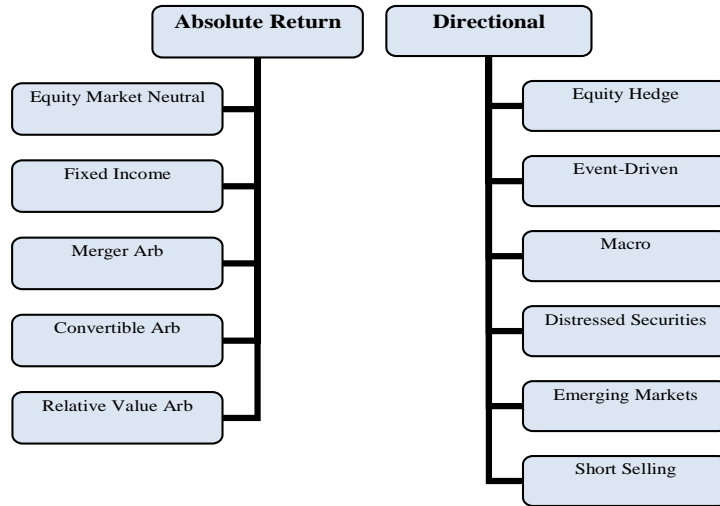 Absolute Return
Equity Market Neutral
Fixed Income
Merger Arb
Convertible Arb
Relative Value Arb
Directional
Equity Hedge
Event-Driven
Macro
Distressed Securities
Emerging Markets
Short Selling